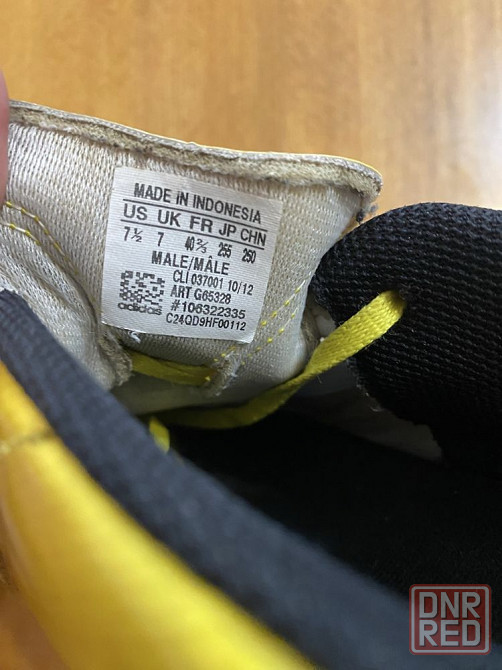 MADE IN INDONESIA
US UK FR JP CHN
7½ 7 40⅔ 255 250
MALE/MÂLE
CLI 037001 10/12
ART G65328
#106322335
adidas C24QD9HF00112
DNR
RED